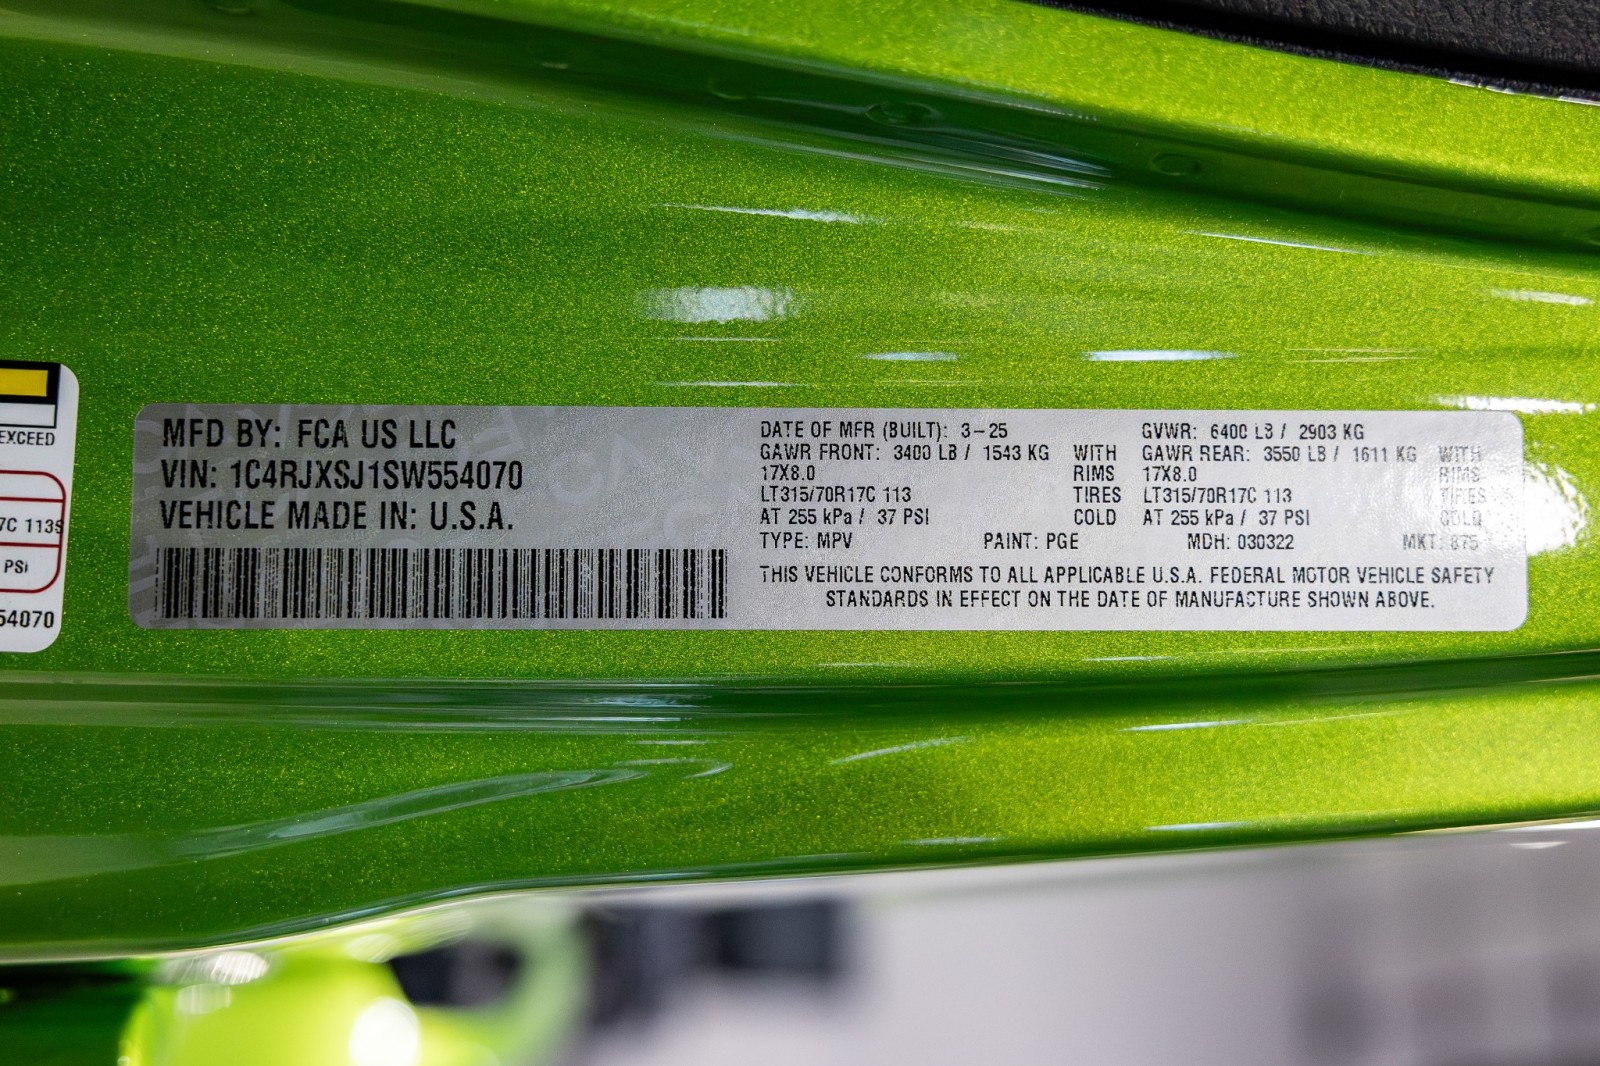 EXCEED
7C 113S
PSI
54070
MFD BY: FCA US LLC
VIN: 1C4RJXSJ1SW554070
VEHICLE MADE IN: U.S.A.
DATE OF MFR (BUILT): 3-25 GVWR: 6400 LB / 2903 KG
GAWR FRONT: 3400 LB / 1543 KG WITH GAWR REAR: 3550 LB / 1611 KG WITH
17X8.0 RIMS 17X8.0 RIMS
LT315/70R17C 113 TIRES LT315/70R17C 113 TIRES
AT 255 kPa / 37 PSI COLD AT 255 kPa / 37 PSI COLD
TYPE: MPV PAINT: PGE MDH: 030322 MKT: 875
THIS VEHICLE CONFORMS TO ALL APPLICABLE U.S.A. FEDERAL MOTOR VEHICLE SAFETY
STANDARDS IN EFFECT ON THE DATE OF MANUFACTURE SHOWN ABOVE.